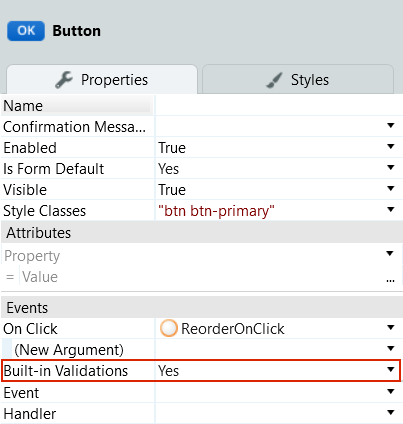 OK Button
Properties Styles
Name
Confirmation Messa...
Enabled True
Is Form Default Yes
Visible True
Style Classes "btn btn-primary"
Attributes
Property
= Value ...
Events
On Click ReorderOnClick
(New Argument)
Built-in Validations Yes
Event
Handler